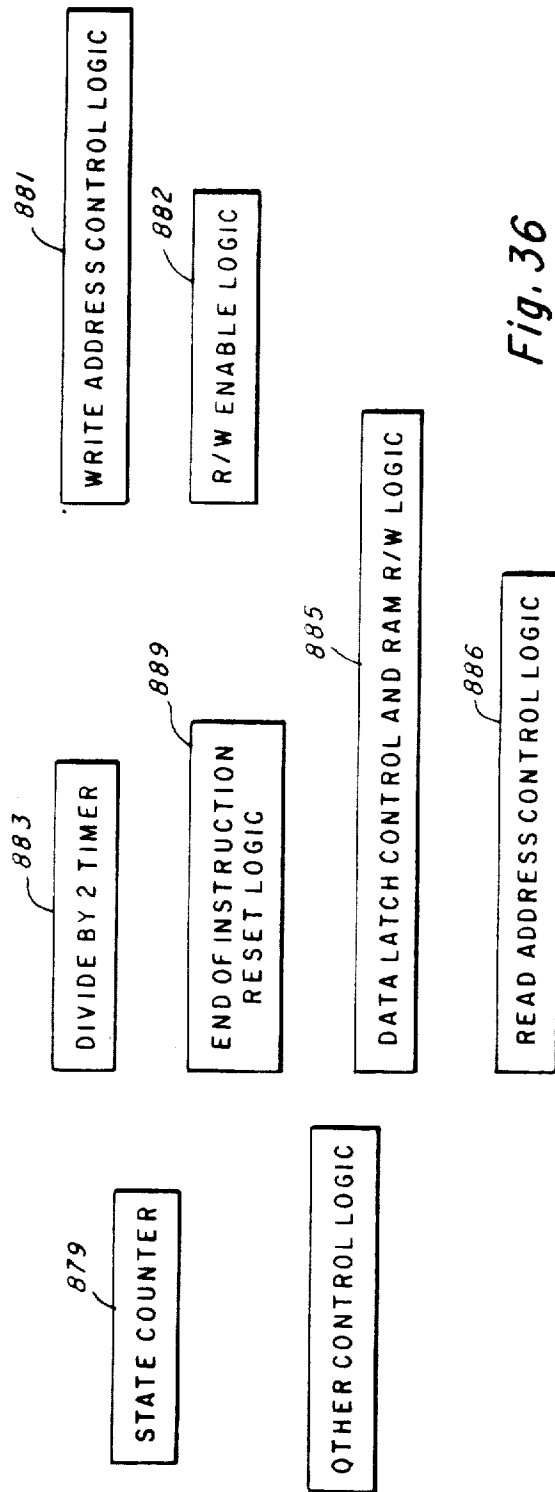 879
STATE COUNTER
OTHER CONTROL LOGIC
883
DIVIDE BY 2 TIMER
889
END OF INSTRUCTION
RESET LOGIC
885
DATA LATCH CONTROL AND RAM R/W LOGIC
886
READ ADDRESS CONTROL LOGIC
881
WRITE ADDRESS CONTROL LOGIC
882
R/W ENABLE LOGIC
Fig. 36